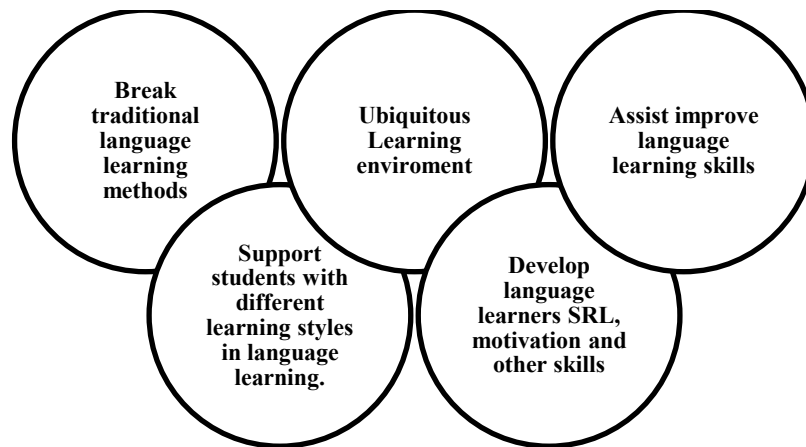 Break
traditional
language
learning
methods
Ubiquitous
Learning
enviroment
Assist improve
language
learning skills
Support
students with
different
learning styles
in language
learning.
Develop
language
learners SRL,
motivation and
other skills